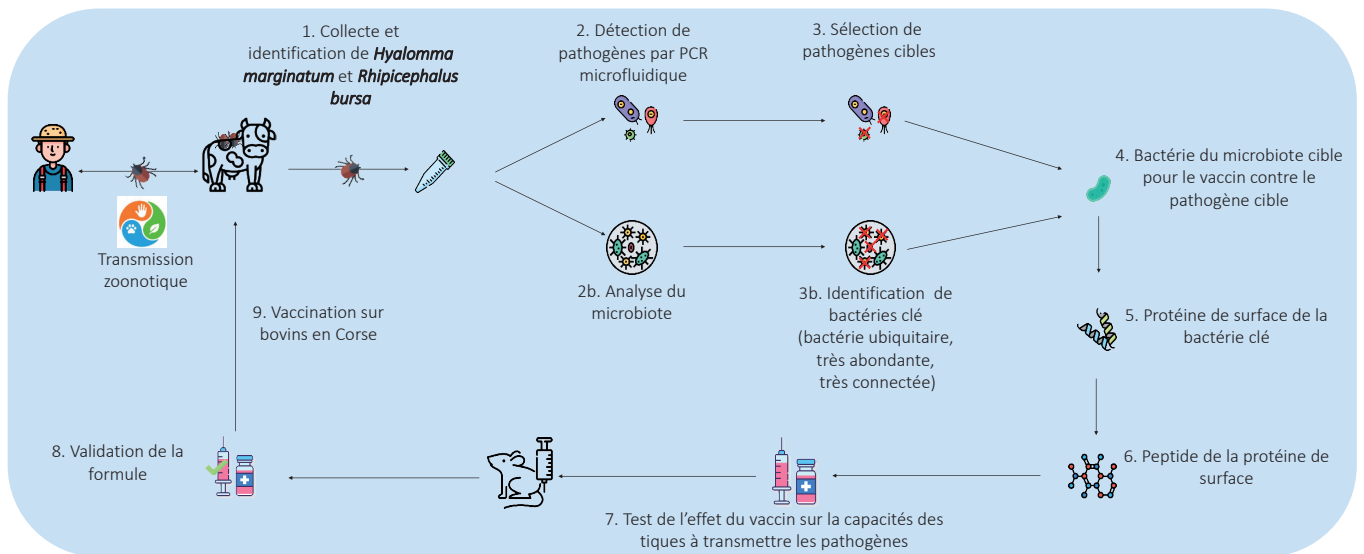 1. Collecte et
identification de Hyalomma
marginatum et Rhipicephalus
bursa
2. Détection de
pathogènes par PCR
microfluidique
3. Sélection de
pathogènes cibles
4. Bactérie du microbiote cible
pour le vaccin contre le
pathogène cible
Transmission
zoonotique
2b. Analyse du
microbiote
3b. Identification de
bactéries clé
(bactérie ubiquitaire,
très abondante,
très connectée)
5. Protéine de surface de la
bactérie clé
9. Vaccination sur
bovins en Corse
8. Validation de la
formule
6. Peptide de la protéine de
surface
7. Test de l’effet du vaccin sur la capacités des
tiques à transmettre les pathogènes